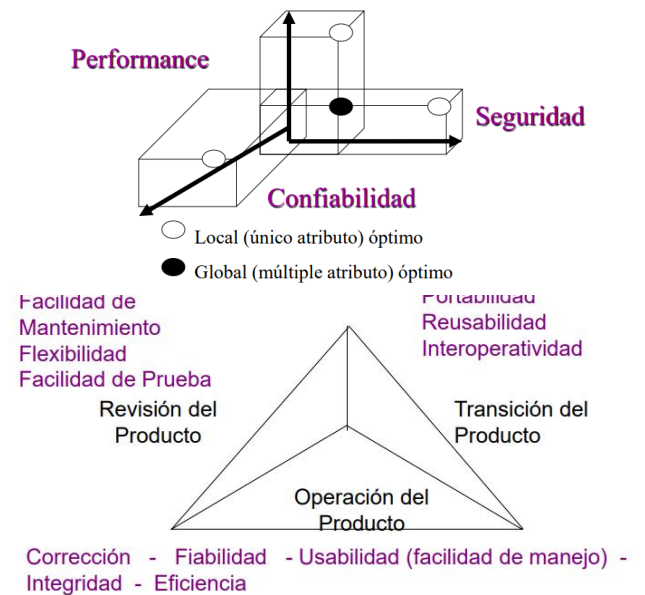 Performance
Seguridad
Confiabilidad
Local (único atributo) óptimo
Global (múltiple atributo) óptimo
Facilidad de
Mantenimiento
Flexibilidad
Facilidad de Prueba
Portabilidad
Reusabilidad
Interoperatividad
Revisión del
Producto
Transición del
Producto
Operación del
Producto
Corrección - Fiabilidad - Usabilidad (facilidad de manejo) -
Integridad - Eficiencia